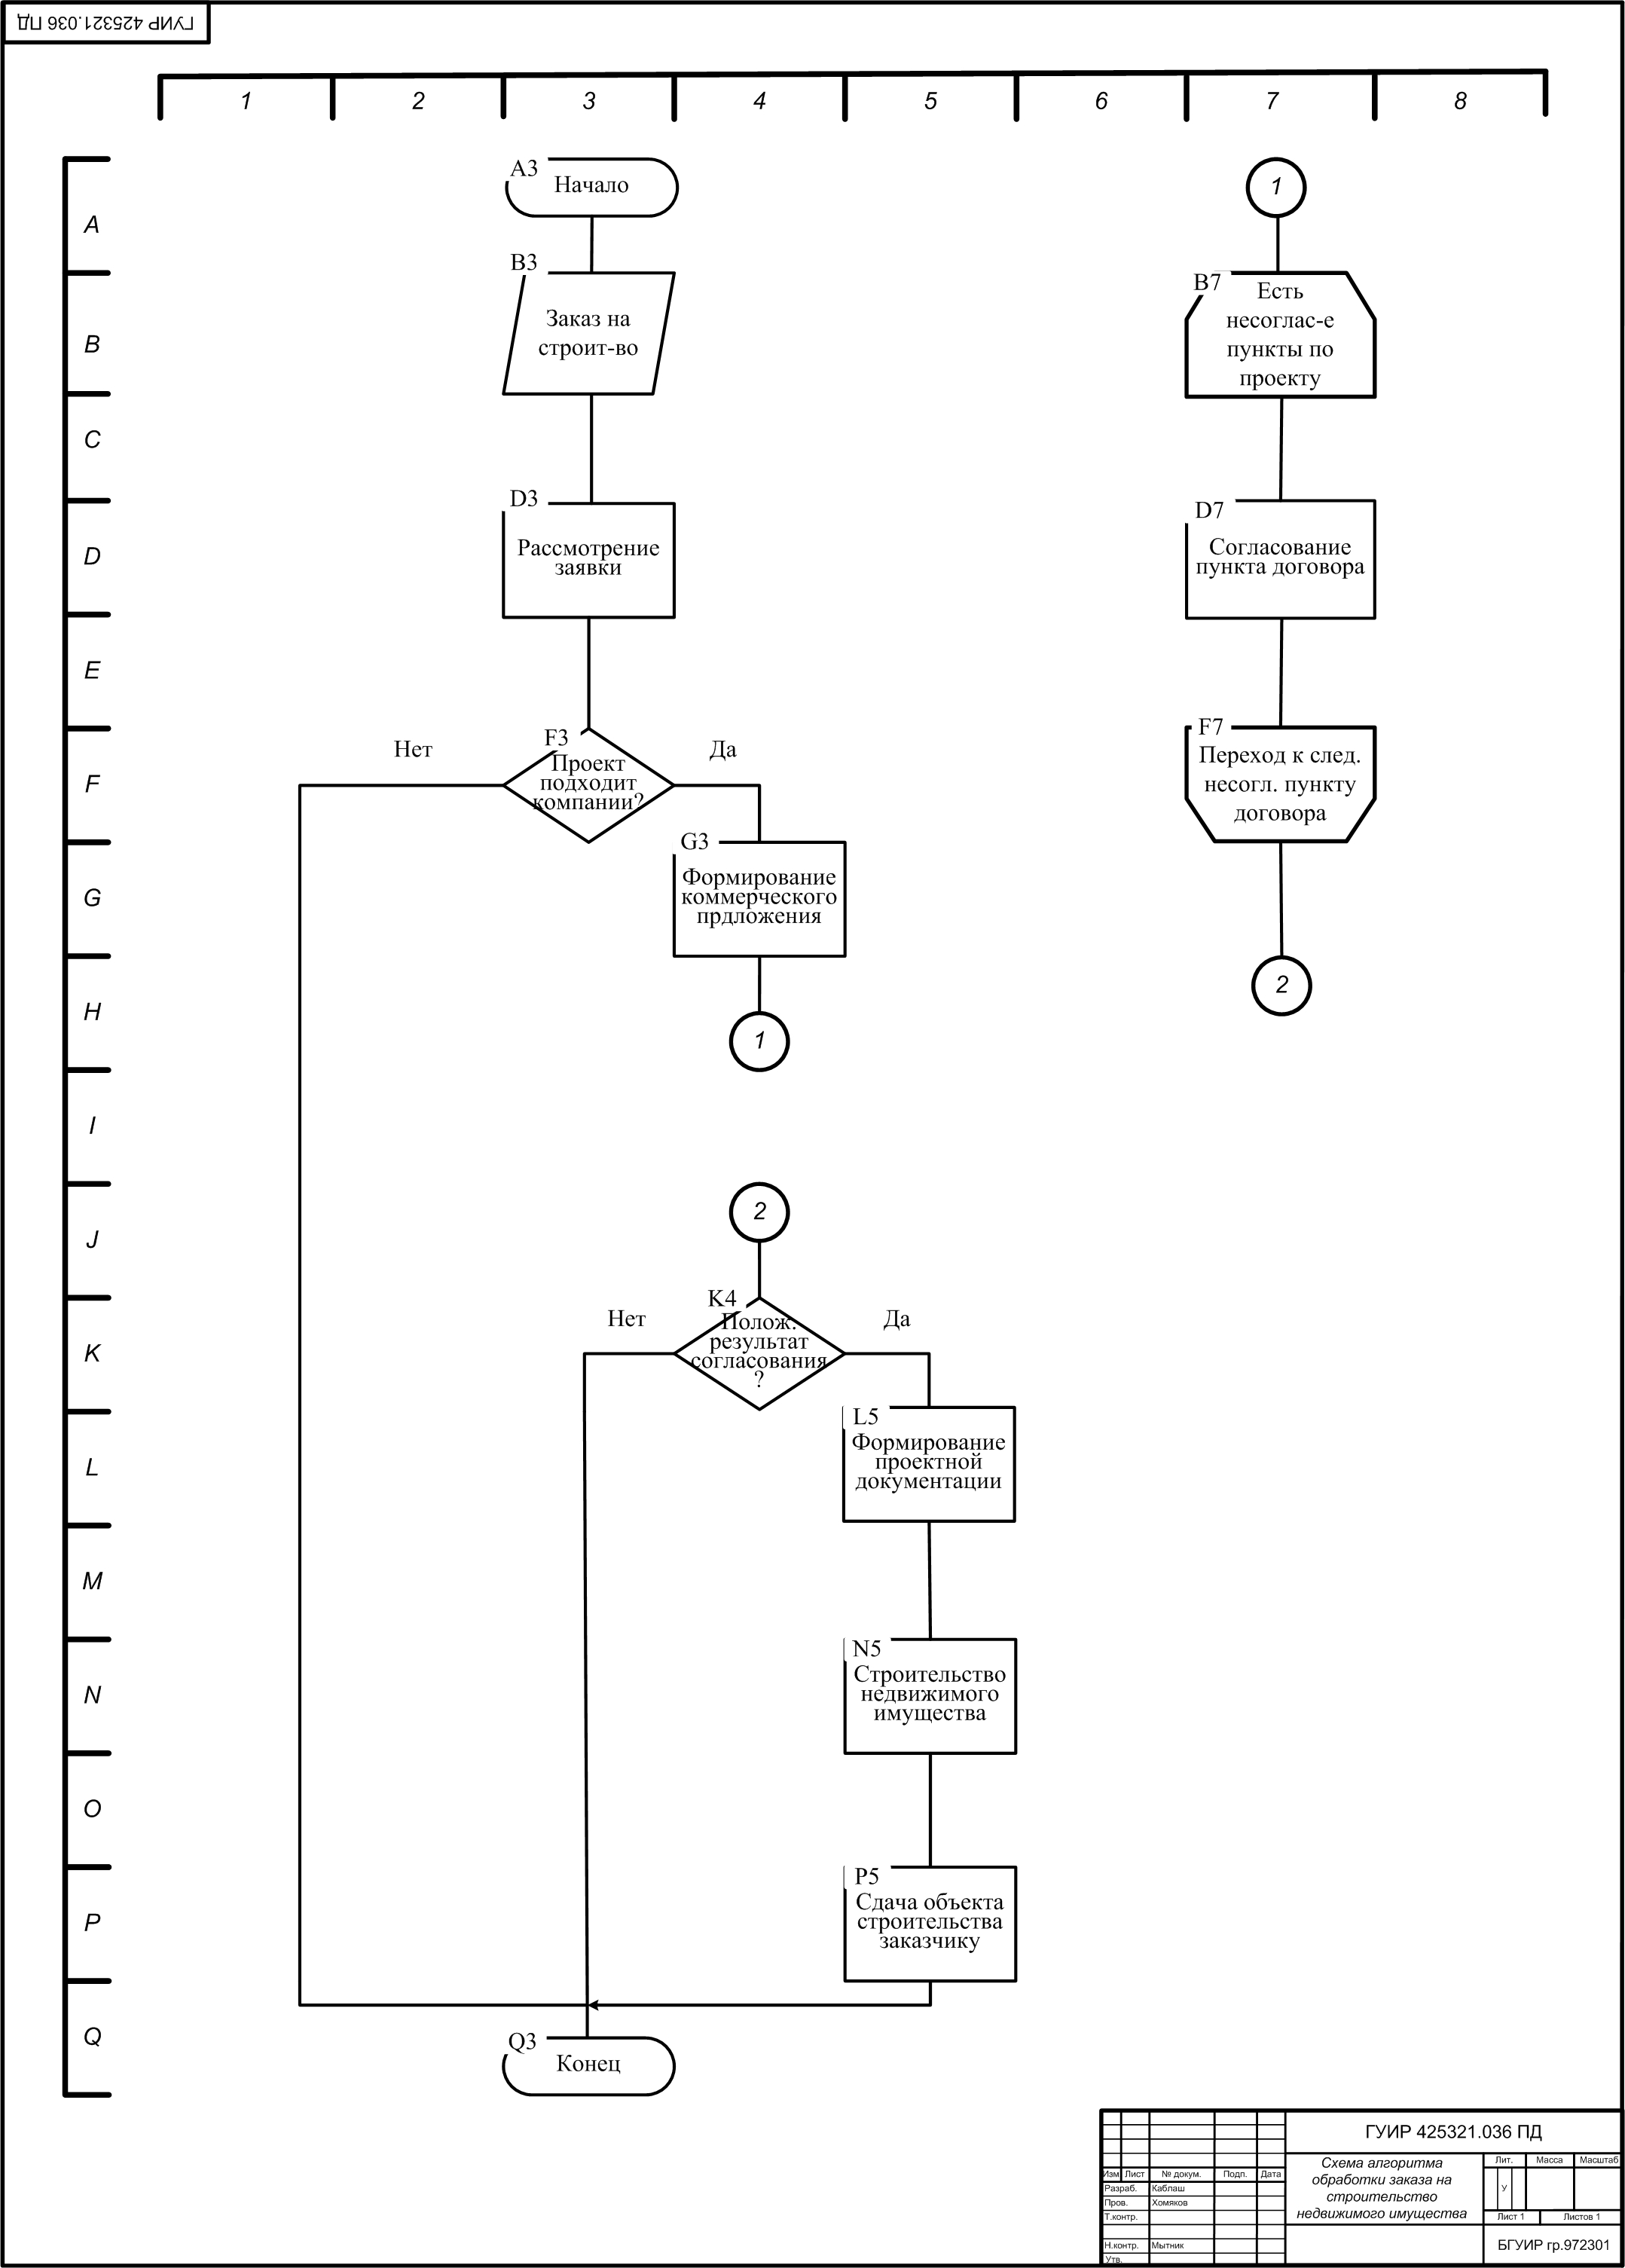 ГУИР 425321.036 ПД
1 2 3 4 5 6 7 8
A
B
C
D
E
F
G
H
I
J
K
L
M
N
O
P
Q
A3
Начало
B3
Заказ на
строит-во
D3
Рассмотрение
заявки
F3
Проект
подходит
компании?
Нет
Да
G3
Формирование
коммерческого
прдложения
1
2
K4
Полож.
результат
согласования
?
Нет
Да
L5
Формирование
проектной
документации
N5
Строительство
недвижимого
имущества
P5
Сдача объекта
строительства
заказчику
Q3
Конец
1
B7
Есть
несоглас-е
пункты по
проекту
D7
Согласование
пункта договора
F7
Переход к след.
несогл. пункту
договора
2
ГУИР 425321.036 ПД
Схема алгоритма
обработки заказа на
строительство
недвижимого имущества
Лит. Масса Масштаб
У
Лист 1 Листов 1
БГУИР гр.972301
Изм Лист № докум. Подп. Дата
Разраб. Каблаш
Пров. Хомяков
Т.контр.
Н.контр. Мытник
Утв.